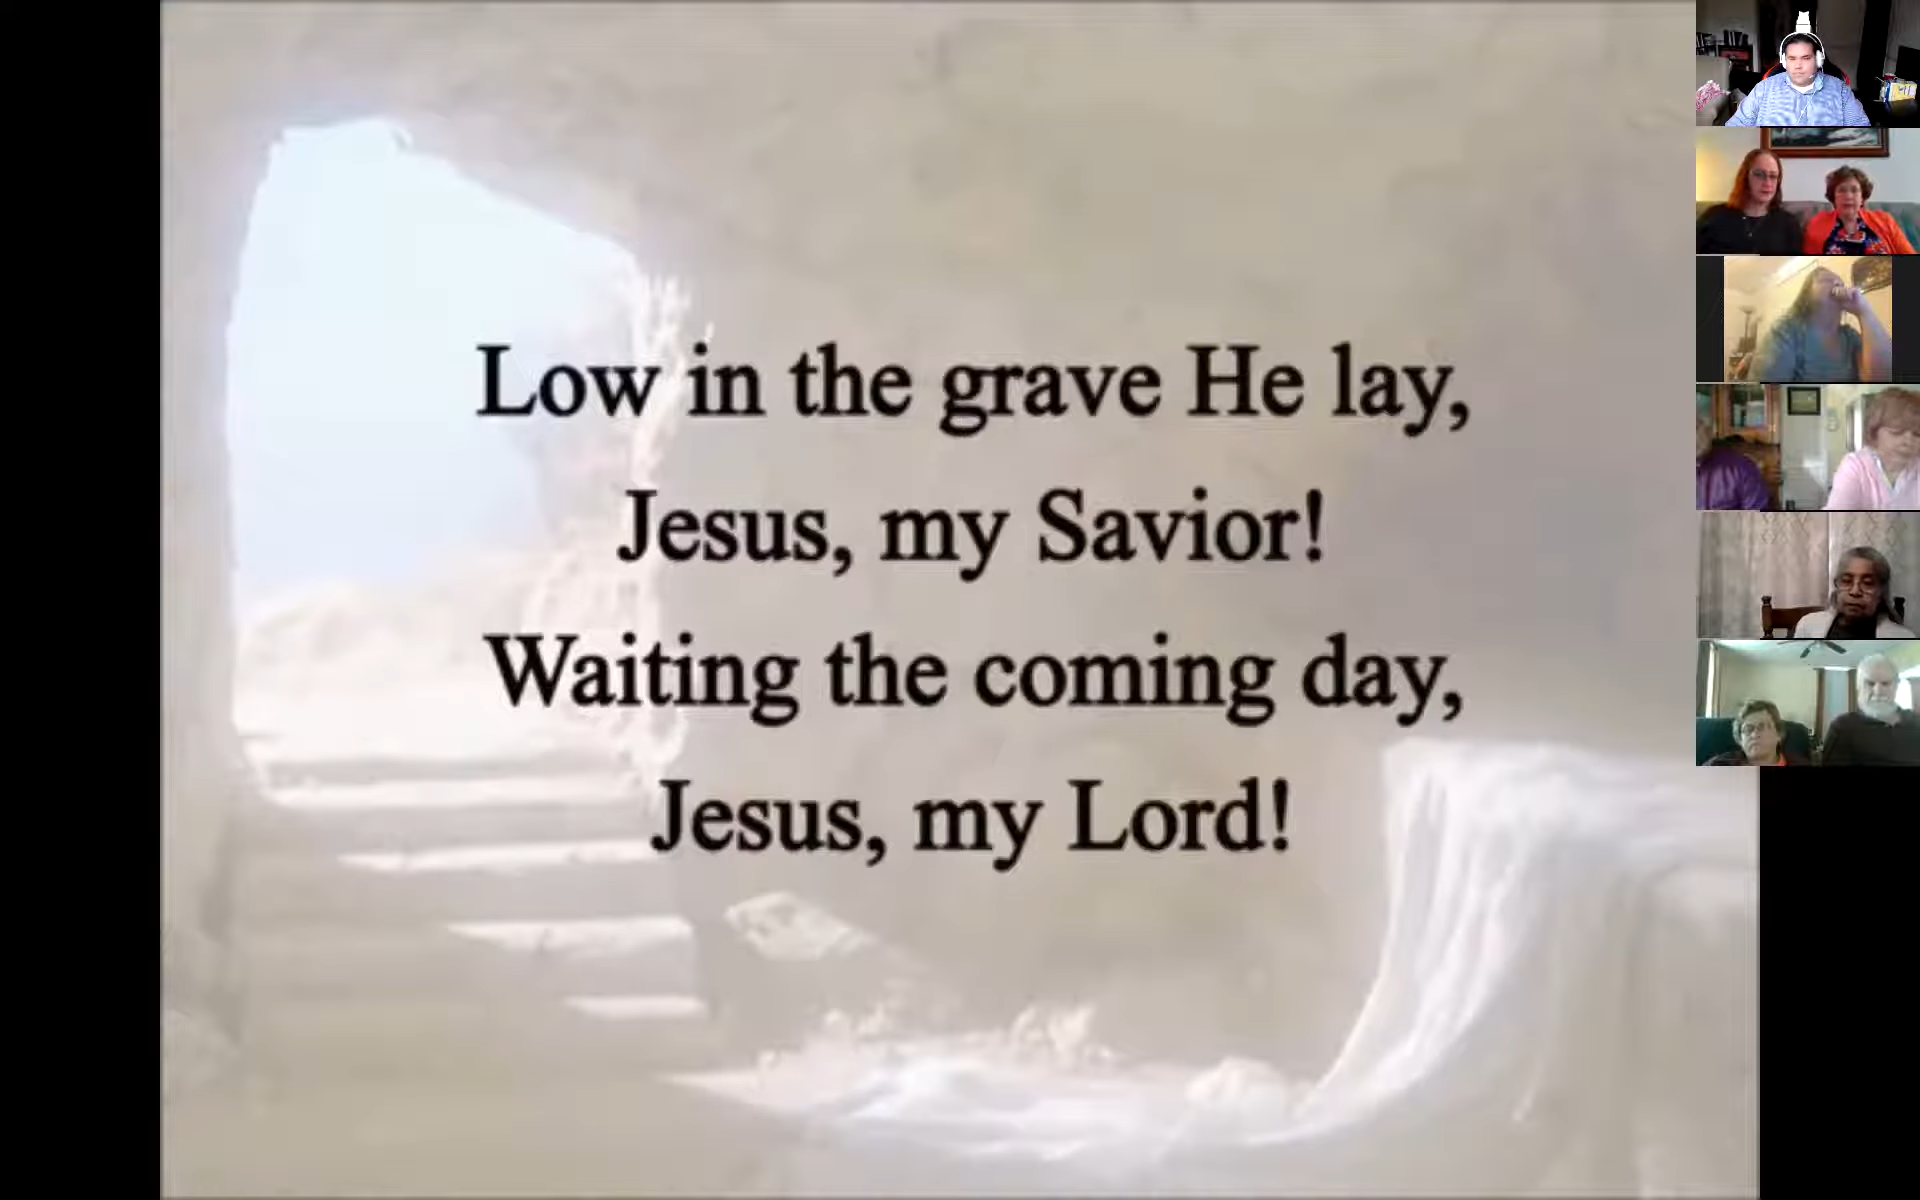 Low in the grave He lay,
Jesus, my Savior!
Waiting the coming day,
Jesus, my Lord!